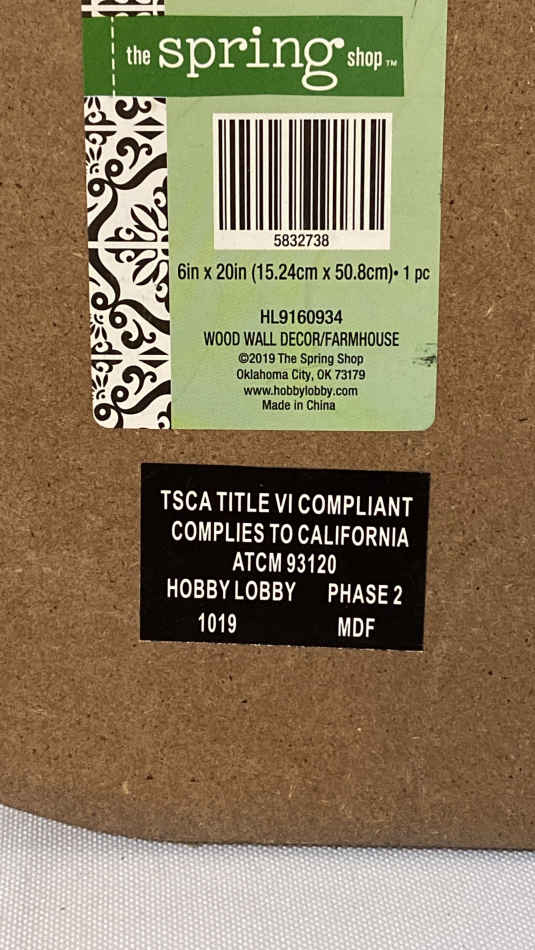 the spring shop™
5832738
6in x 20in (15.24cm x 50.8cm)• 1 pc
HL9160934
WOOD WALL DECOR/FARMHOUSE
©2019 The Spring Shop
Oklahoma City, OK 73179
www.hobbylobby.com
Made in China
TSCA TITLE VI COMPLIANT
COMPLIES TO CALIFORNIA
ATCM 93120
HOBBY LOBBY PHASE 2
1019 MDF